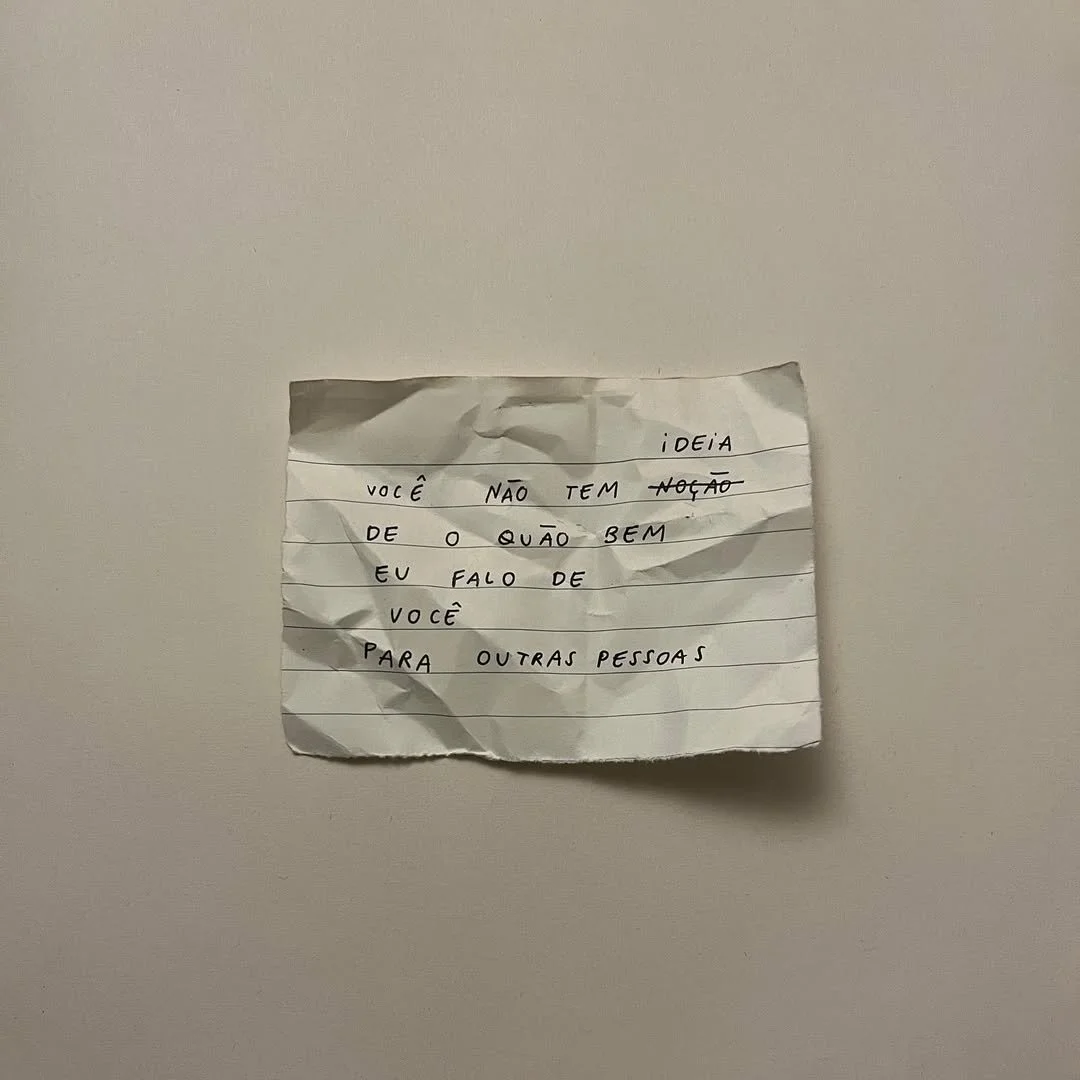 iDEiA
VOCÊ NÃO TEM NOÇÃO
DE O QUÃO BEM
EU FALO DE
VOCÊ
PARA OUTRAS PESSOAS